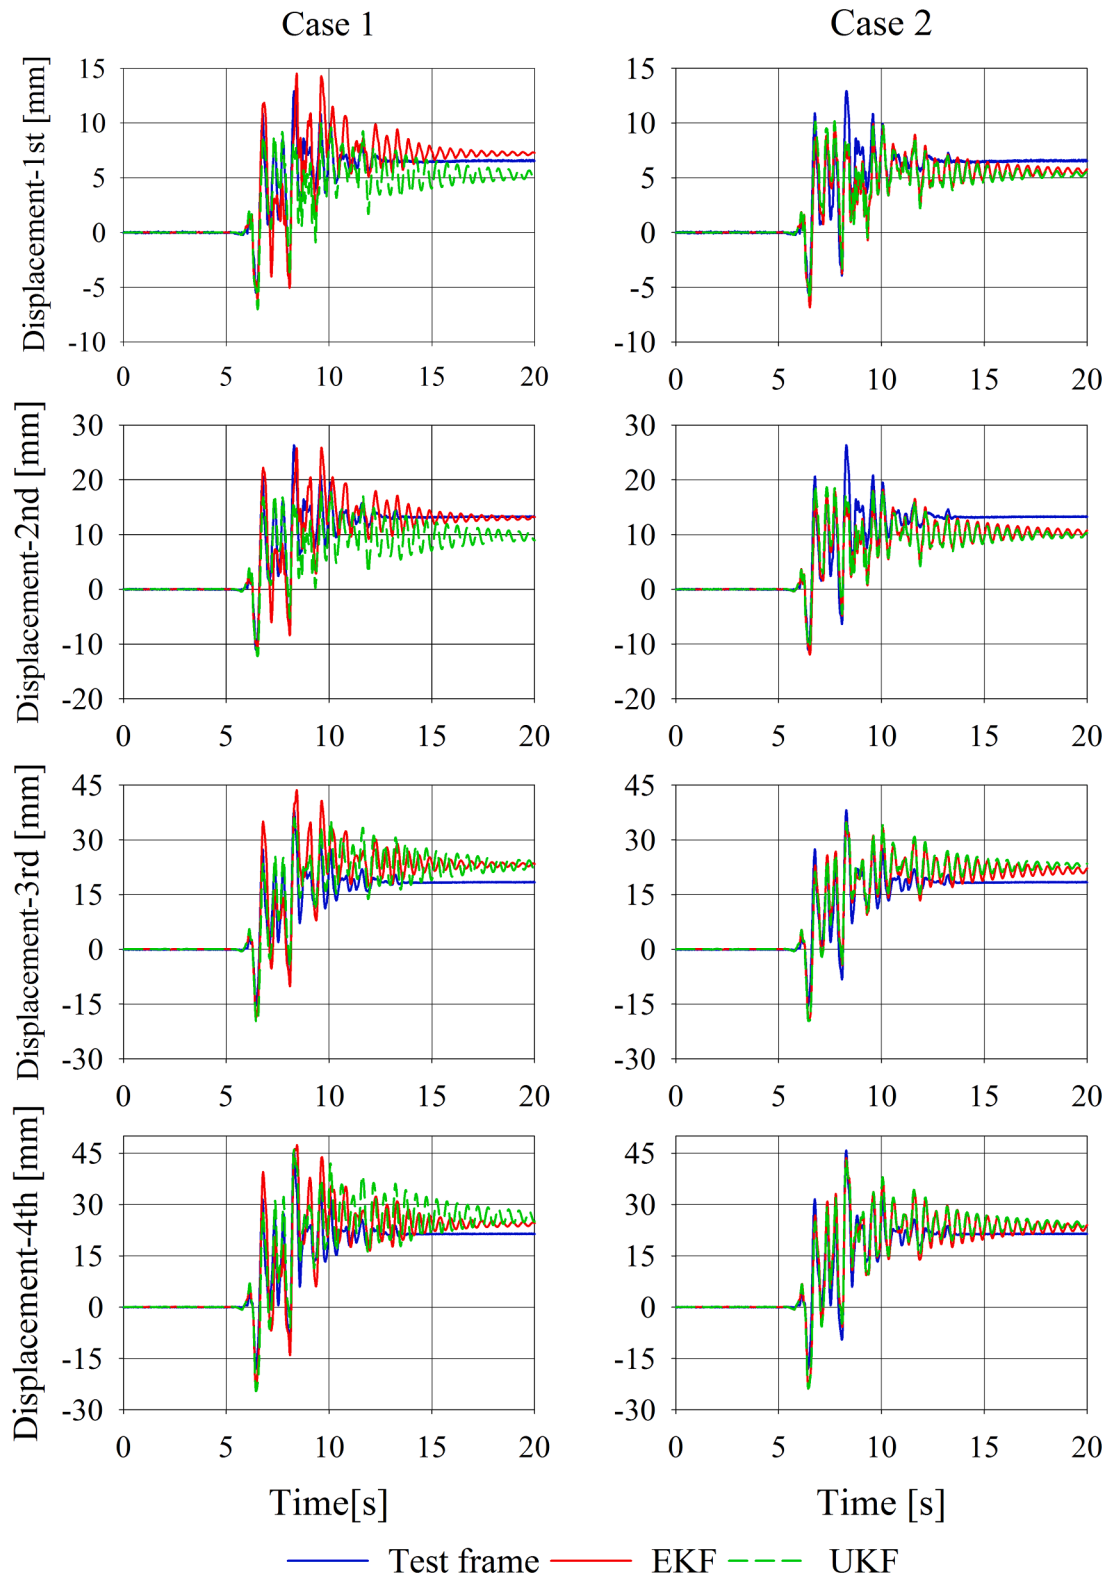 Case 1 Case 2
Displacement-1st [mm]
15 15
10 10
5 5
0 0
-5 -5
-10 -10
0 5 10 15 20 0 5 10 15 20
Displacement-2nd [mm]
30 30
20 20
10 10
0 0
-10 -10
-20 -20
0 5 10 15 20 0 5 10 15 20
Displacement-3rd [mm]
45 45
30 30
15 15
0 0
-15 -15
-30 -30
0 5 10 15 20 0 5 10 15 20
Displacement-4th [mm]
45 45
30 30
15 15
0 0
-15 -15
-30 -30
0 5 10 15 20 0 5 10 15 20
Time[s] Time [s]
Test frame EKF UKF